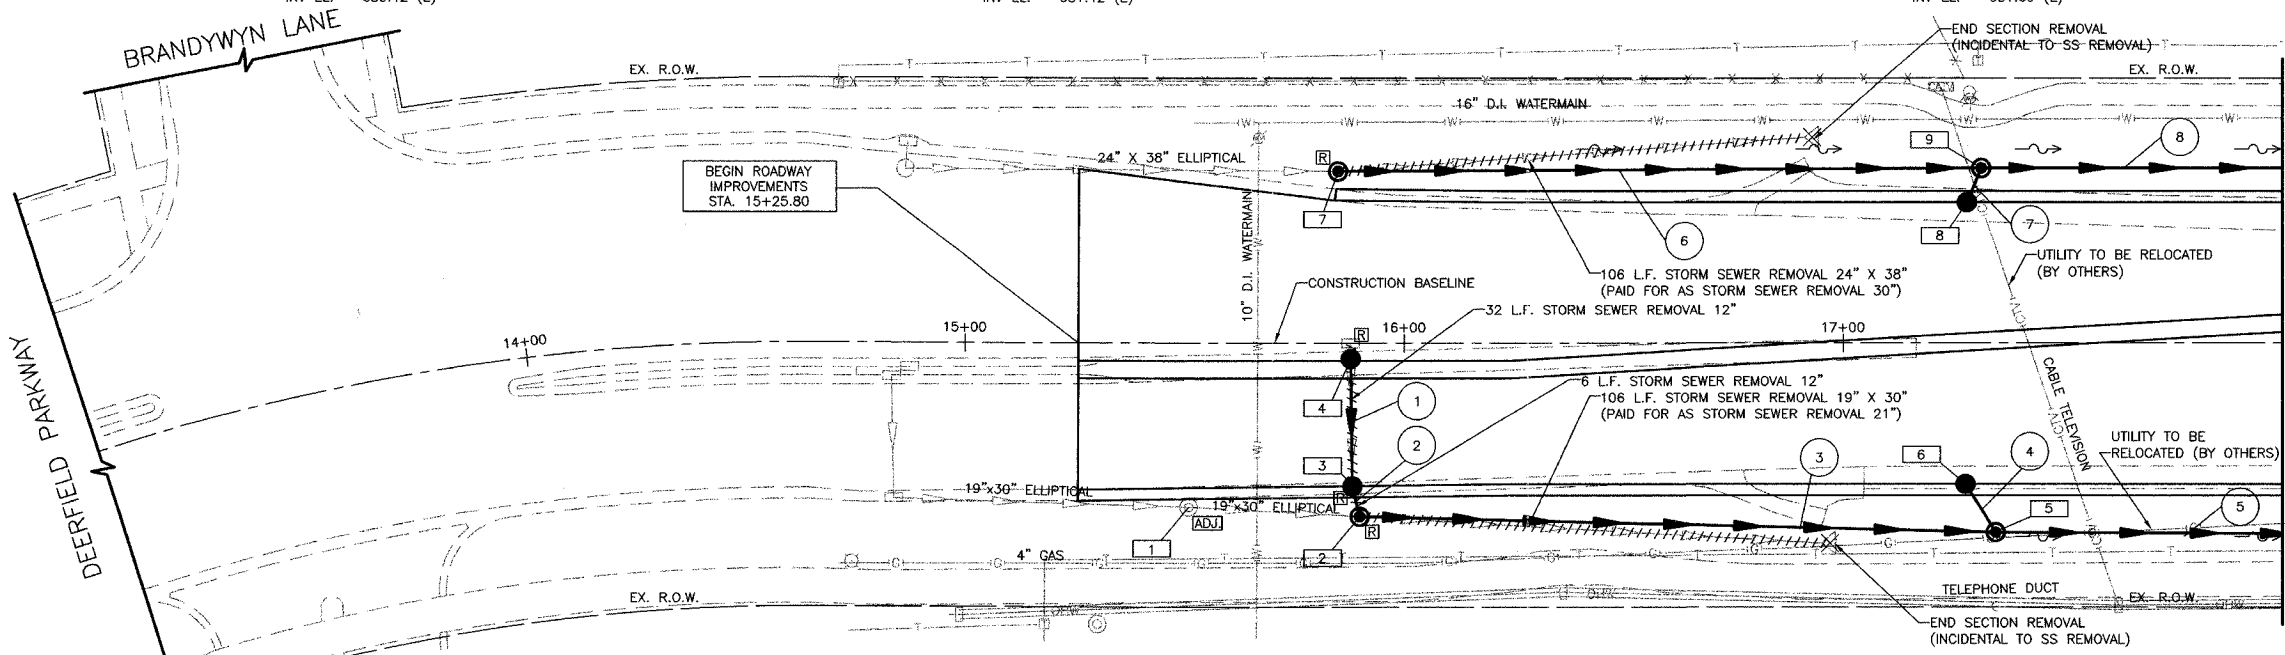 BRANDYWYN LANE
END SECTION REMOVAL
(INCIDENTAL TO SS REMOVAL)
EX. R.O.W.
EX. R.O.W.
16" D.I. WATERMAIN
24" X 38" ELLIPTICAL
R
7
9
8
BEGIN ROADWAY
IMPROVEMENTS
STA. 15+25.80
10" D.I. WATERMAIN
6
8
7
UTILITY TO BE RELOCATED
(BY OTHERS)
106 L.F. STORM SEWER REMOVAL 24" X 38"
(PAID FOR AS STORM SEWER REMOVAL 30")
CONSTRUCTION BASELINE
32 L.F. STORM SEWER REMOVAL 12"
14+00
15+00
R
16+00
17+00
DEERFIELD PARKWAY
4
1
6 L.F. STORM SEWER REMOVAL 12"
106 L.F. STORM SEWER REMOVAL 19" X 30"
(PAID FOR AS STORM SEWER REMOVAL 21")
CABLE TELEVISION
UTILITY TO BE
RELOCATED (BY OTHERS)
3
2
3
6
4
19"x30" ELLIPTICAL
R
19"x30" ELLIPTICAL
ADJ.
1
2
R
5
5
4" GAS
TELEPHONE DUCT
EX. R.O.W.
EX. R.O.W.
END SECTION REMOVAL
(INCIDENTAL TO SS REMOVAL)